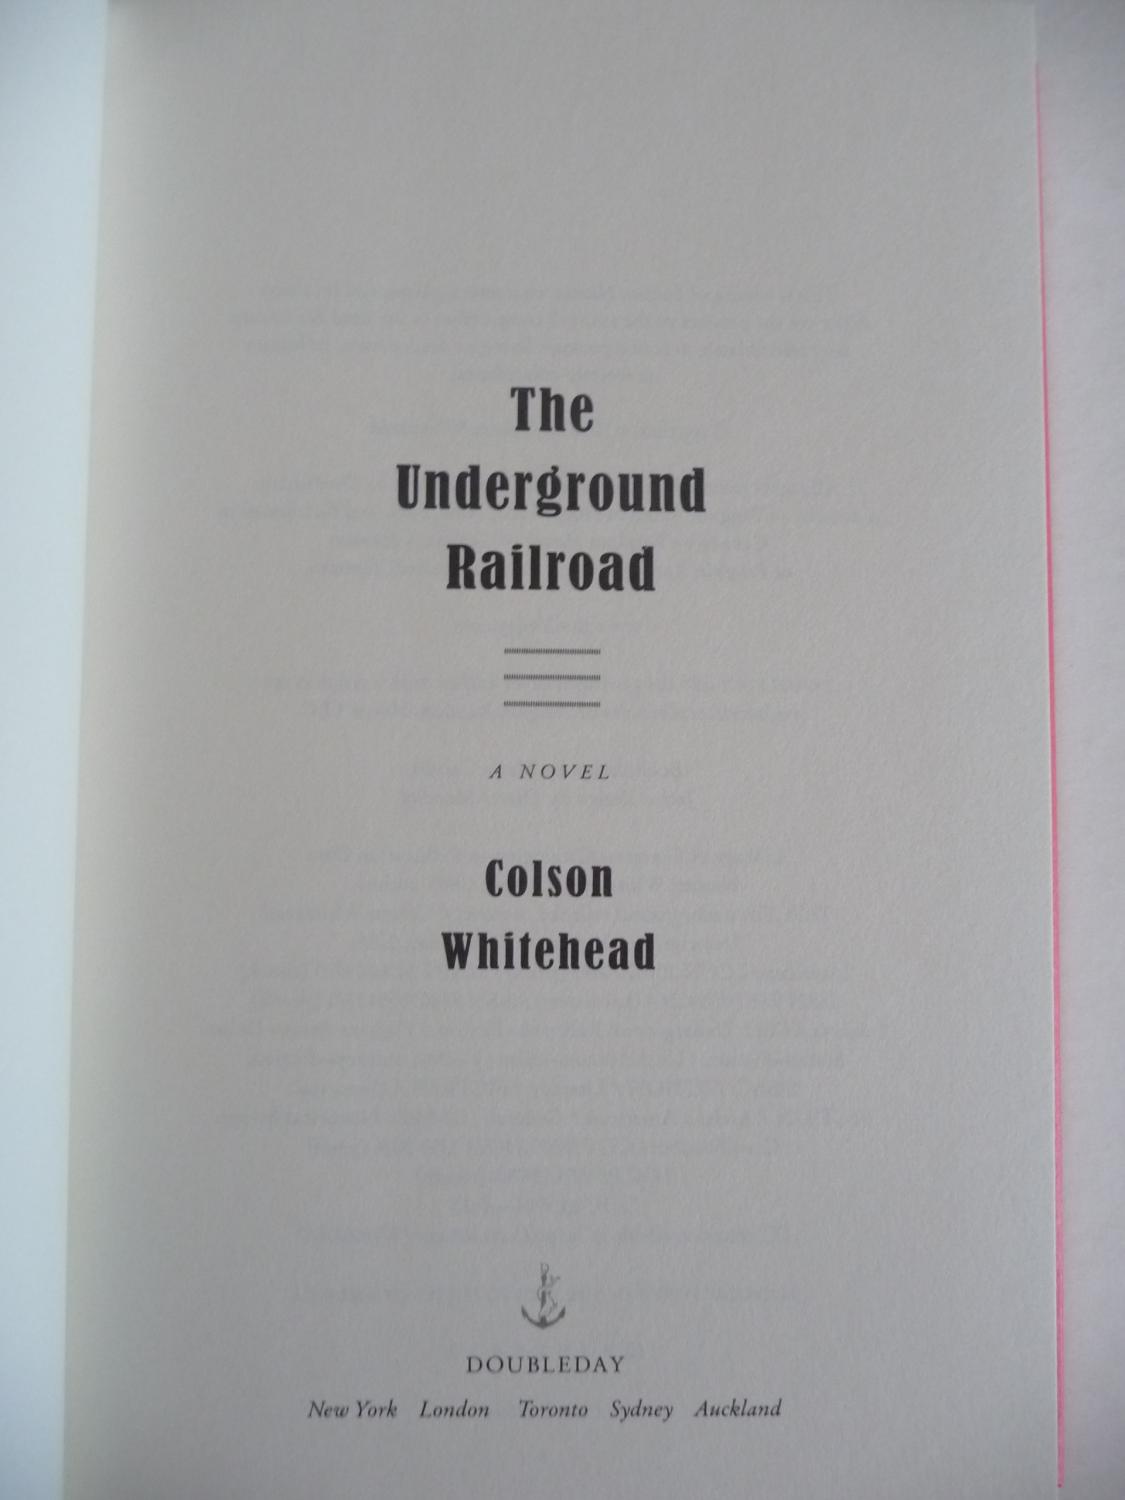 The
Underground
Railroad
A NOVEL
Colson
Whitehead
DOUBLEDAY
New York London Toronto Sydney Auckland